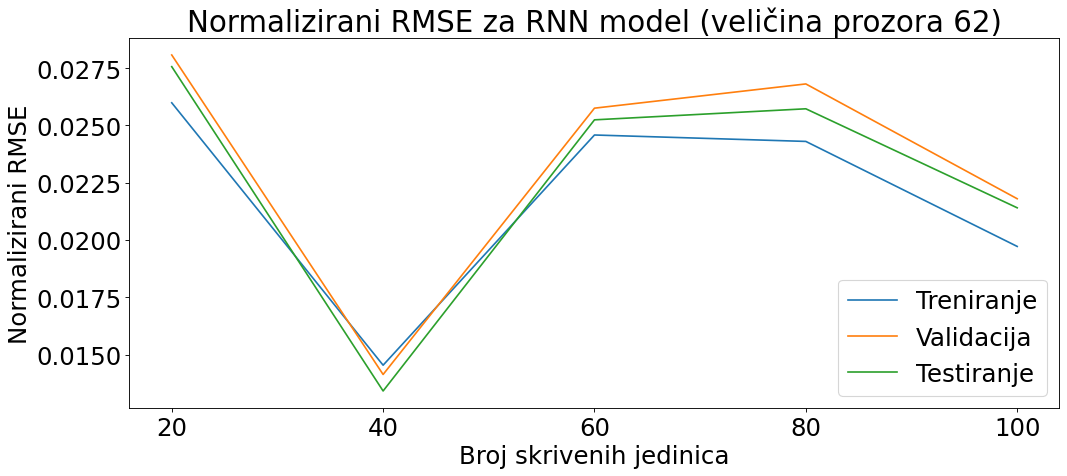 Normalizirani RMSE za RNN model (veličina prozora 62)
Normalizirani RMSE
0.0275
0.0250
0.0225
0.0200
0.0175
0.0150
Treniranje
Validacija
Testiranje
20 40 60 80 100
Broj skrivenih jedinica